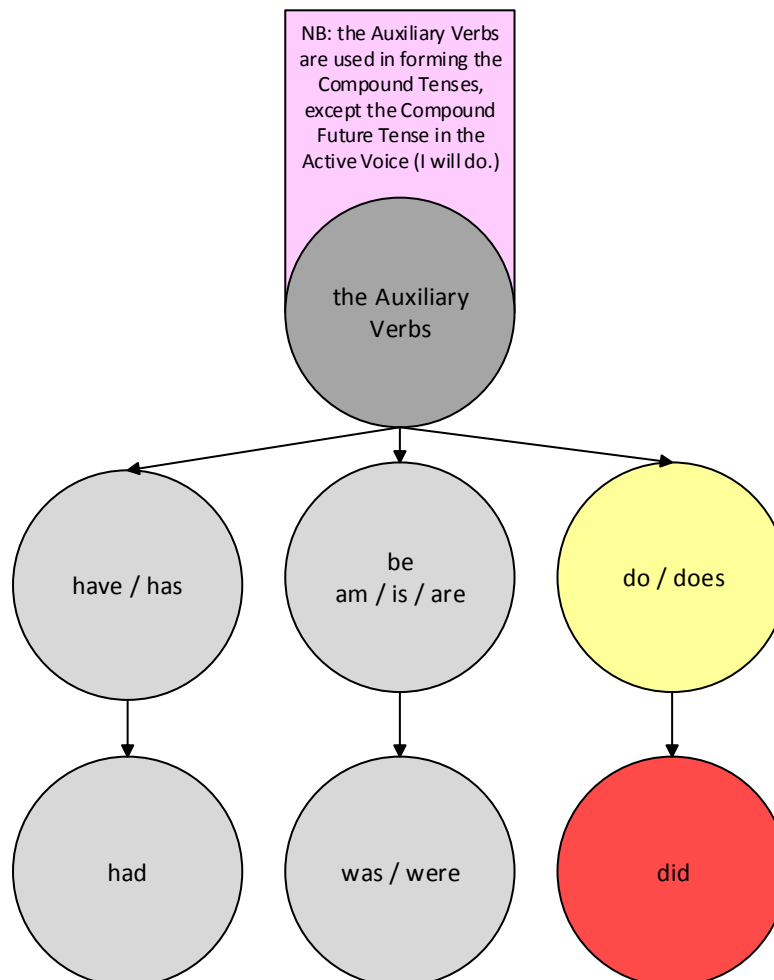 NB: the Auxiliary Verbs
are used in forming the
Compound Tenses,
except the Compound
Future Tense in the
Active Voice (I will do.)
the Auxiliary
Verbs
have / has
be
am / is / are
do / does
had
was / were
did